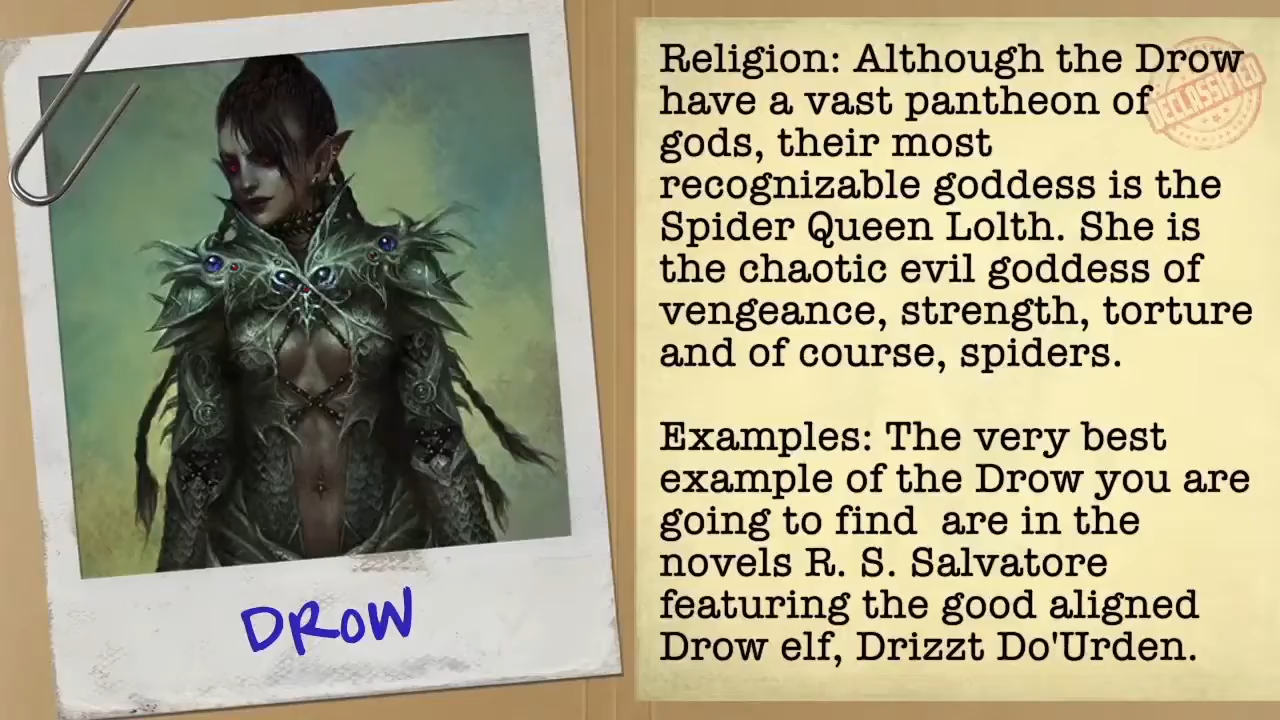 Religion: Although the Drow
have a vast pantheon of
gods, their most
recognizable goddess is the
Spider Queen Lolth. She is
the chaotic evil goddess of
vengeance, strength, torture
and of course, spiders.
Examples: The very best
example of the Drow you are
going to find  are in the
novels R. S. Salvatore
featuring the good aligned
Drow elf, Drizzt Do'Urden.
DECLASSIFIED
DROW